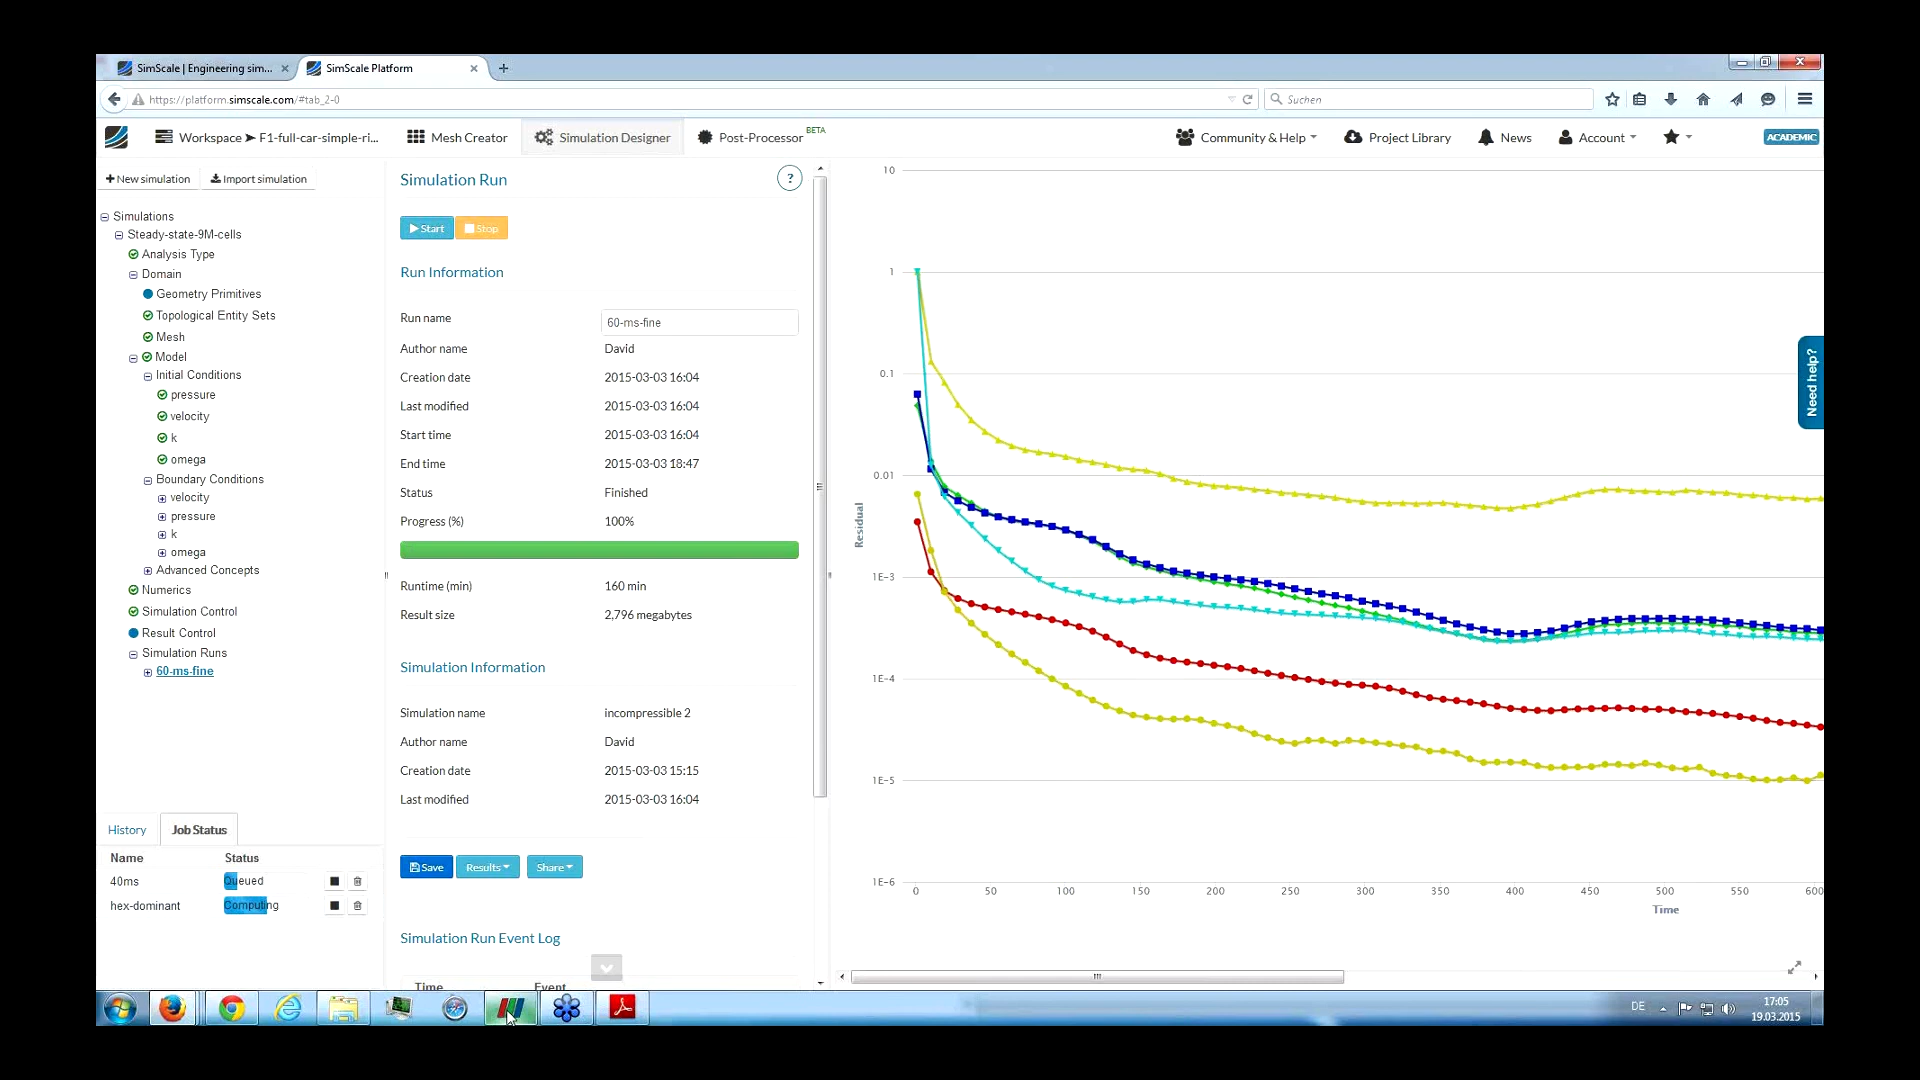 SimScale | Engineering sim...
SimScale Platform
https://platform.simscale.com/#tab_2-0
Suchen
Workspace ➤ F1-full-car-simple-ri...
Mesh Creator
Simulation Designer
Post-Processor BETA
Community & Help
Project Library
News
Account
ACADEMIC
New simulation
Import simulation
Simulations
Steady-state-9M-cells
Analysis Type
Domain
Geometry Primitives
Topological Entity Sets
Mesh
Model
Initial Conditions
pressure
velocity
k
omega
Boundary Conditions
velocity
pressure
k
omega
Advanced Concepts
Numerics
Simulation Control
Result Control
Simulation Runs
60-ms-fine
History
Job Status
Name Status
40ms Queued
hex-dominant Computing
Simulation Run
?
Start Stop
Run Information
Run name 60-ms-fine
Author name David
Creation date 2015-03-03 16:04
Last modified 2015-03-03 16:04
Start time 2015-03-03 16:04
End time 2015-03-03 18:47
Status Finished
Progress (%) 100%
Runtime (min) 160 min
Result size 2,796 megabytes
Simulation Information
Simulation name incompressible 2
Author name David
Creation date 2015-03-03 15:15
Last modified 2015-03-03 16:04
Save Results Share
Simulation Run Event Log
Time Event
10
1
0.1
0.01
1E-3
1E-4
1E-5
1E-6
Residual
0 50 100 150 200 250 300 350 400 450 500 550 600
Time
Need help?
DE
17:05
19.03.2015